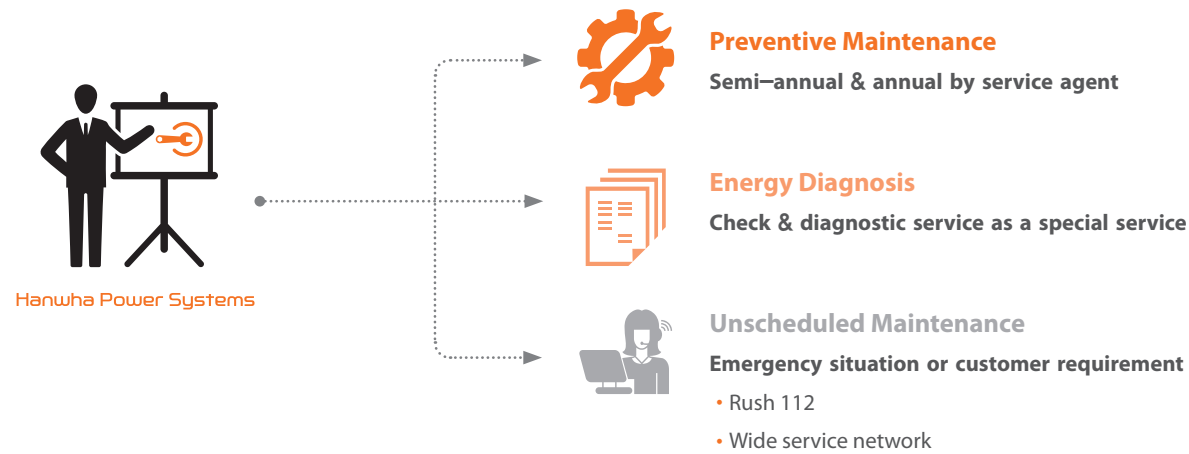 Hanwha Power Systems
Preventive Maintenance
Semi–annual & annual by service agent
Energy Diagnosis
Check & diagnostic service as a special service
Unscheduled Maintenance
Emergency situation or customer requirement
• Rush 112
• Wide service network